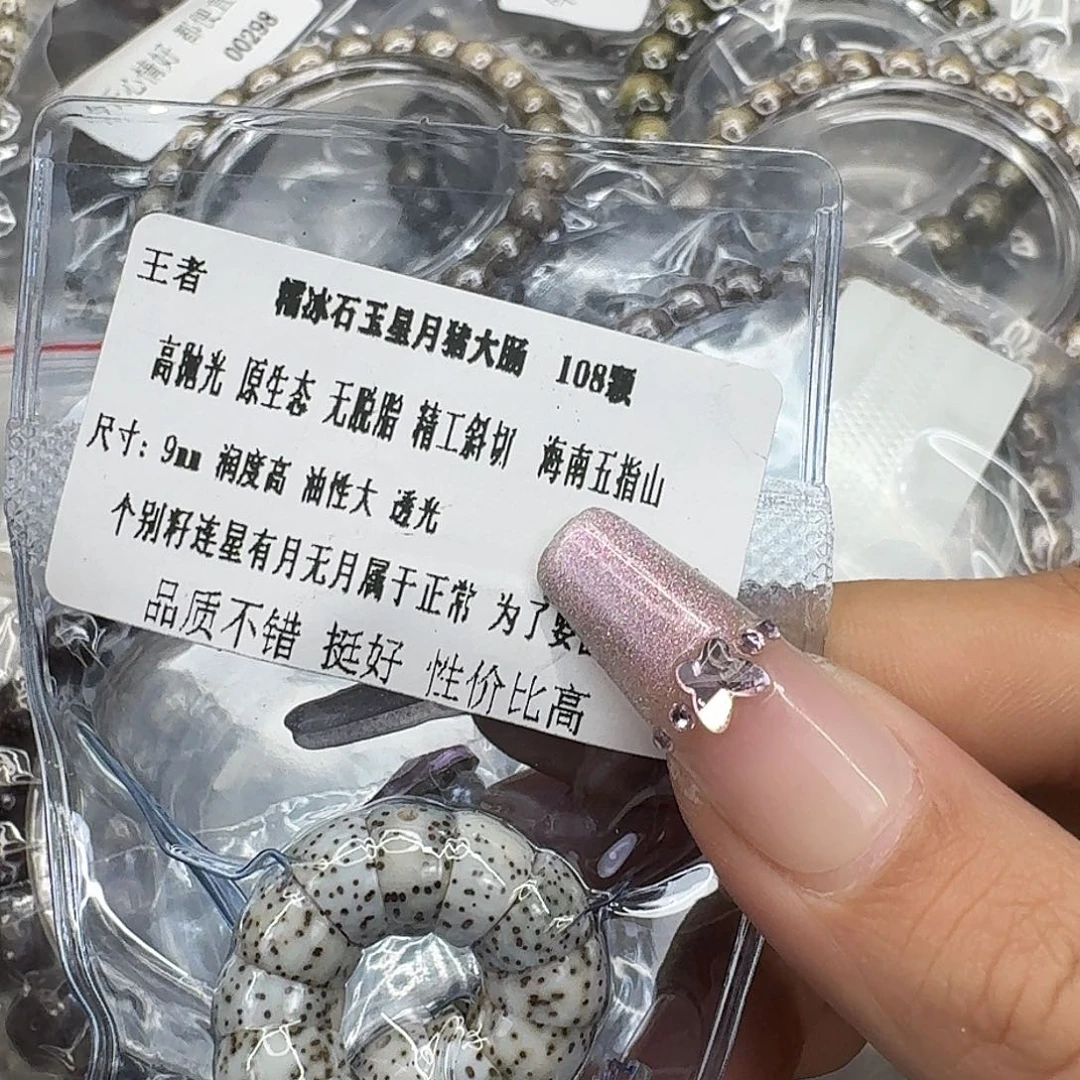 心情好
00298
王者 糯冰石玉星月猪大肠 108颗
高抛光 原生态 无脱脂 精工斜切 海南五指山
尺寸: 9mm 润度高 油性大 透光
个别籽连星有月无月属于正常 为了
品质不错 挺好 性价比高